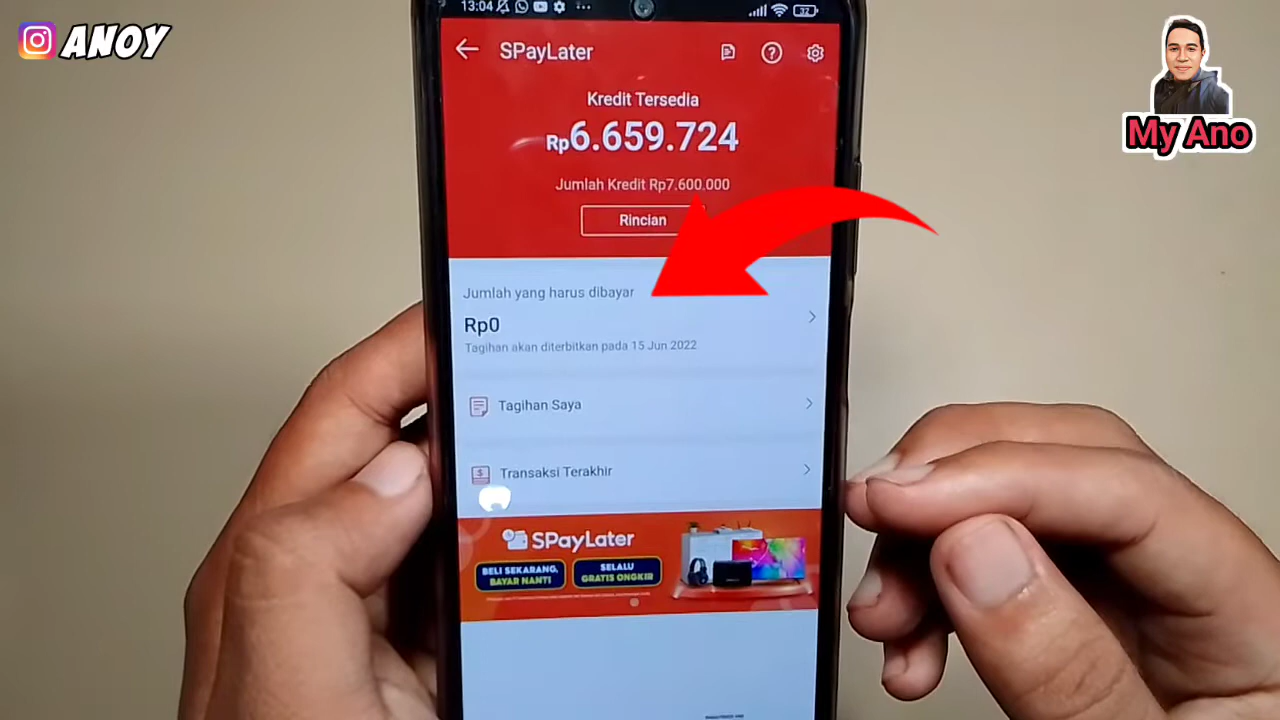 ANOY
My Ano
13:04
32
SPayLater
Kredit Tersedia
Rp6.659.724
Jumlah Kredit Rp7.600.000
Rincian
Jumlah yang harus dibayar
Rp0
Tagihan akan diterbitkan pada 15 Jun 2022
Tagihan Saya
Transaksi Terakhir
SPayLater
BELI SEKARANG,
BAYAR NANTI
SELALU
GRATIS ONGKIR